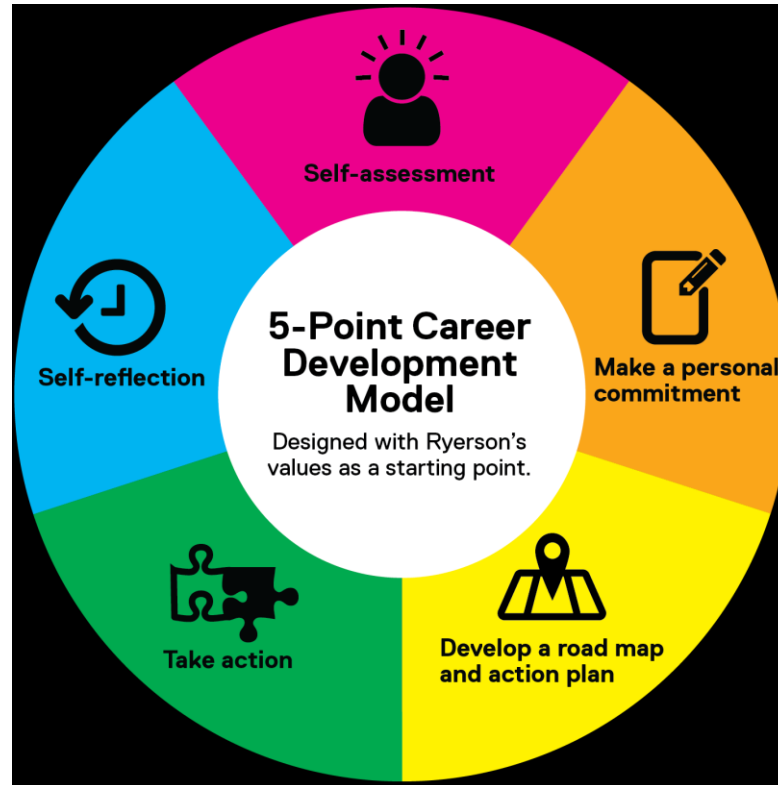 5-Point Career
Development
Model
Designed with Ryerson's
values as a starting point.
Self-assessment
Make a personal
commitment
Develop a road map
and action plan
Take action
Self-reflection